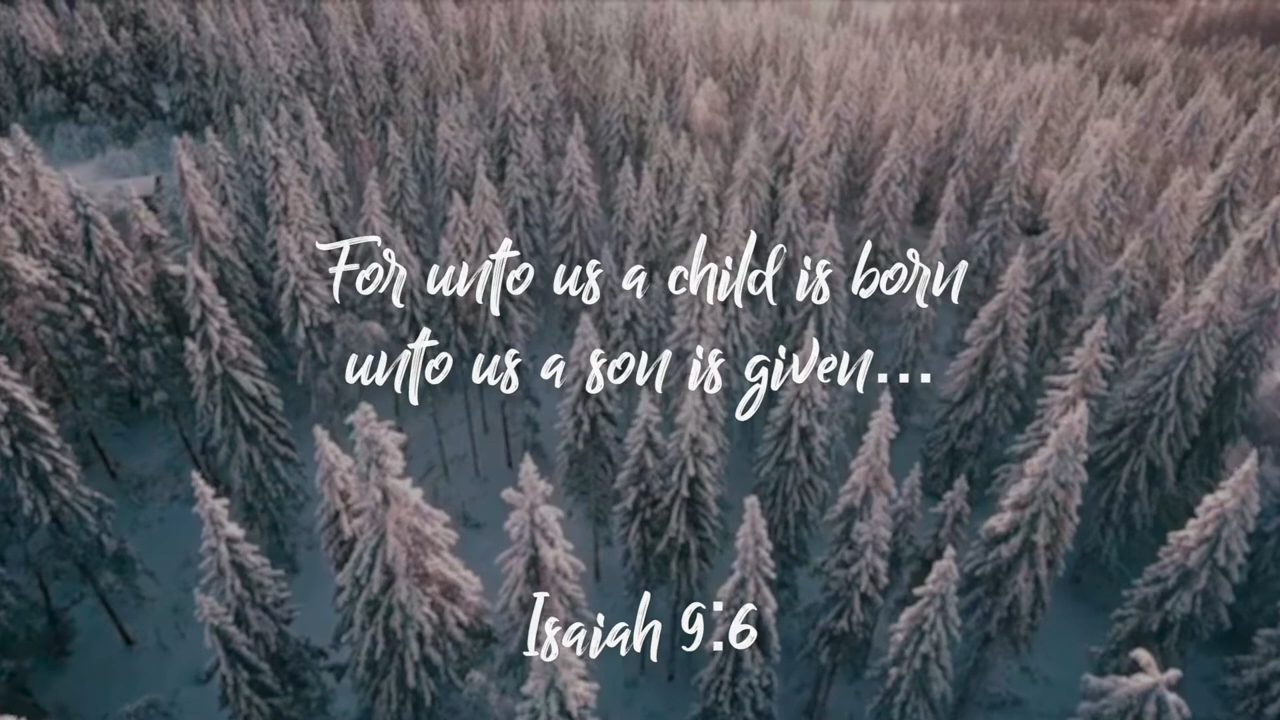 For unto us a child is born
unto us a son is given...
Isaiah 9:6